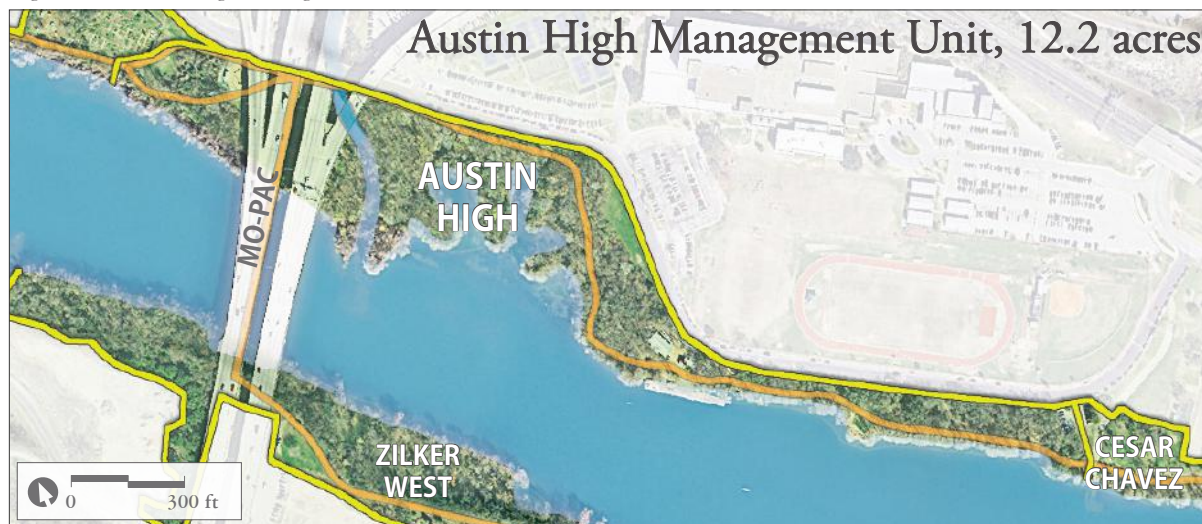 Austin High Management Unit, 12.2 acres
MO-PAC
AUSTIN
HIGH
ZILKER
WEST
CESAR
CHAVEZ
0 300 ft